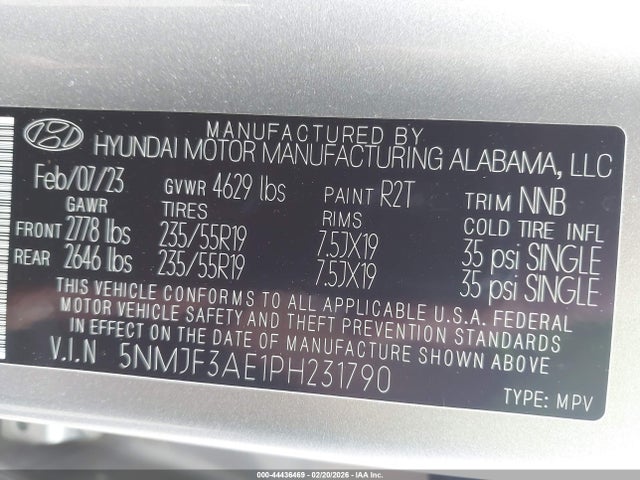 MANUFACTURED BY
HYUNDAI MOTOR MANUFACTURING ALABAMA, LLC
Feb/07/23 GVWR 4629 lbs PAINT R2T TRIM NNB
GAWR TIRES RIMS COLD TIRE INFL
FRONT 2778 lbs 235/55R19 7.5JX19 35 psi SINGLE
REAR 2646 lbs 235/55R19 7.5JX19 35 psi SINGLE
THIS VEHICLE CONFORMS TO ALL APPLICABLE U.S.A. FEDERAL
MOTOR VEHICLE SAFETY AND THEFT PREVENTION STANDARDS
IN EFFECT ON THE DATE OF MANUFACTURE SHOWN ABOVE.
V.I.N 5NMJF3AE1PH231790
TYPE: MPV
000-44436469 - 02/20/2026 - IAA INC.